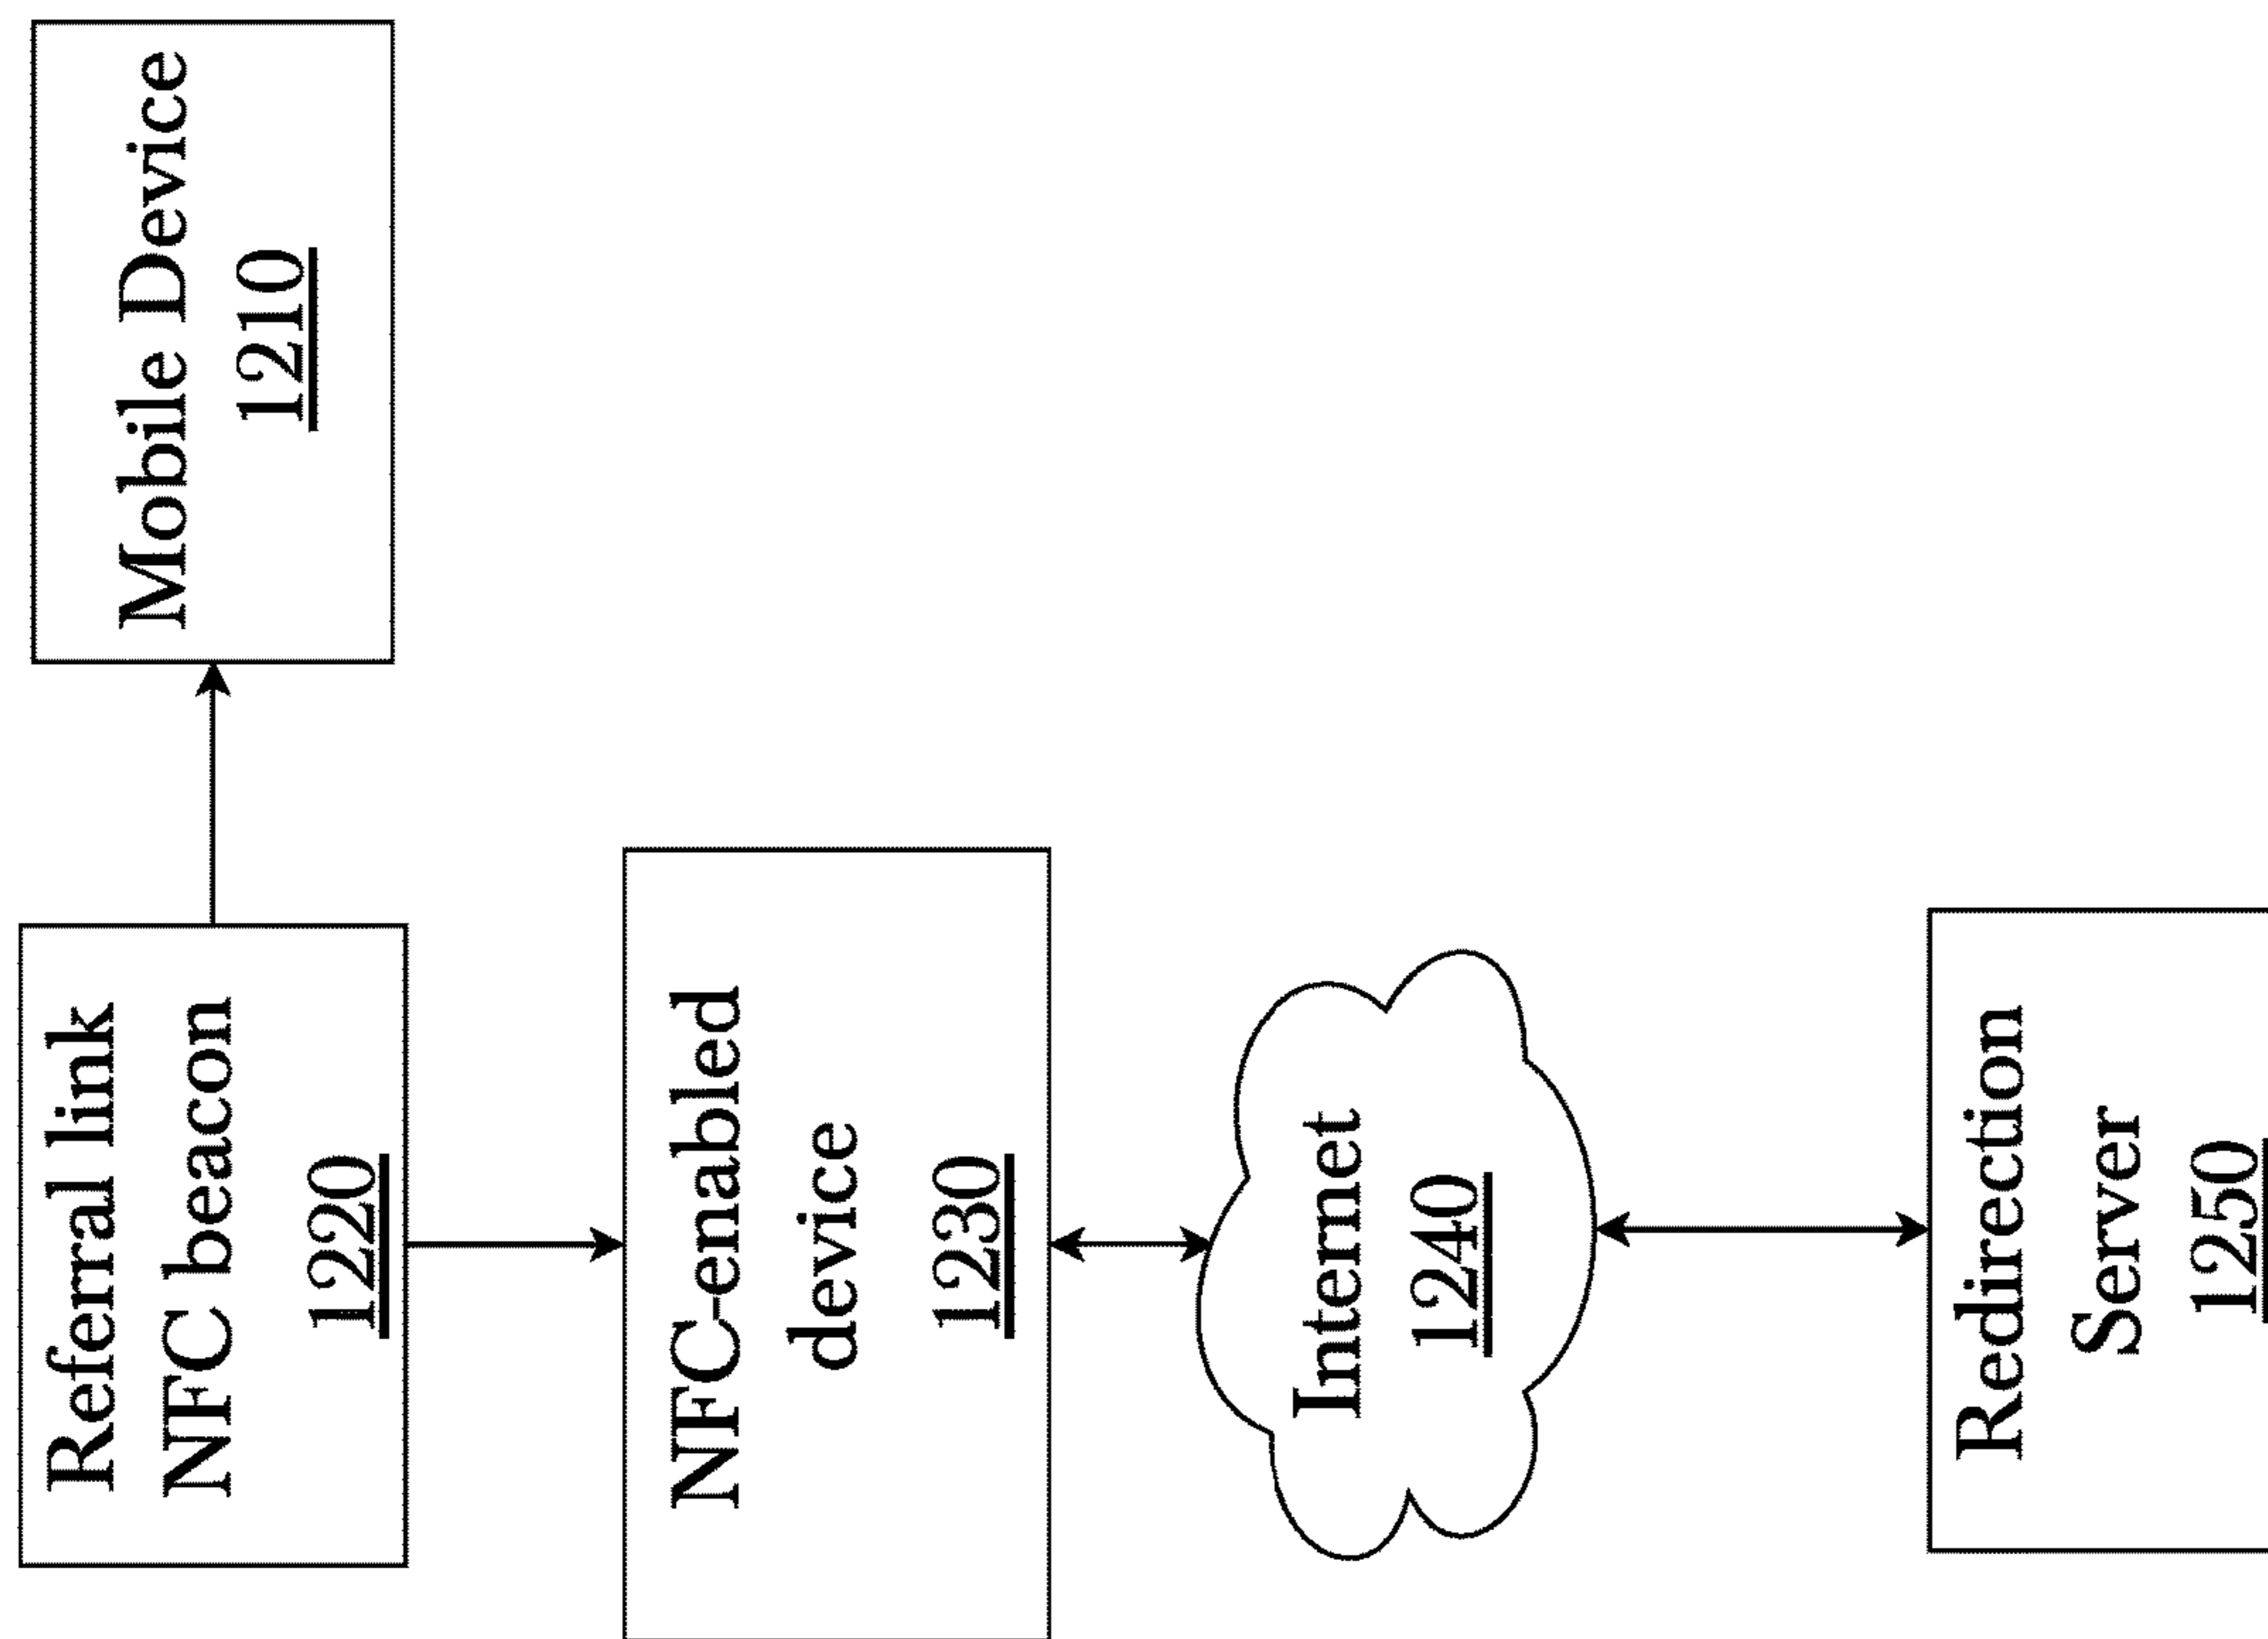 Mobile Device
1210
Referral link
NFC beacon
1220
NFC-enabled
device
1230
Internet
1240
Redirection
Server
1250